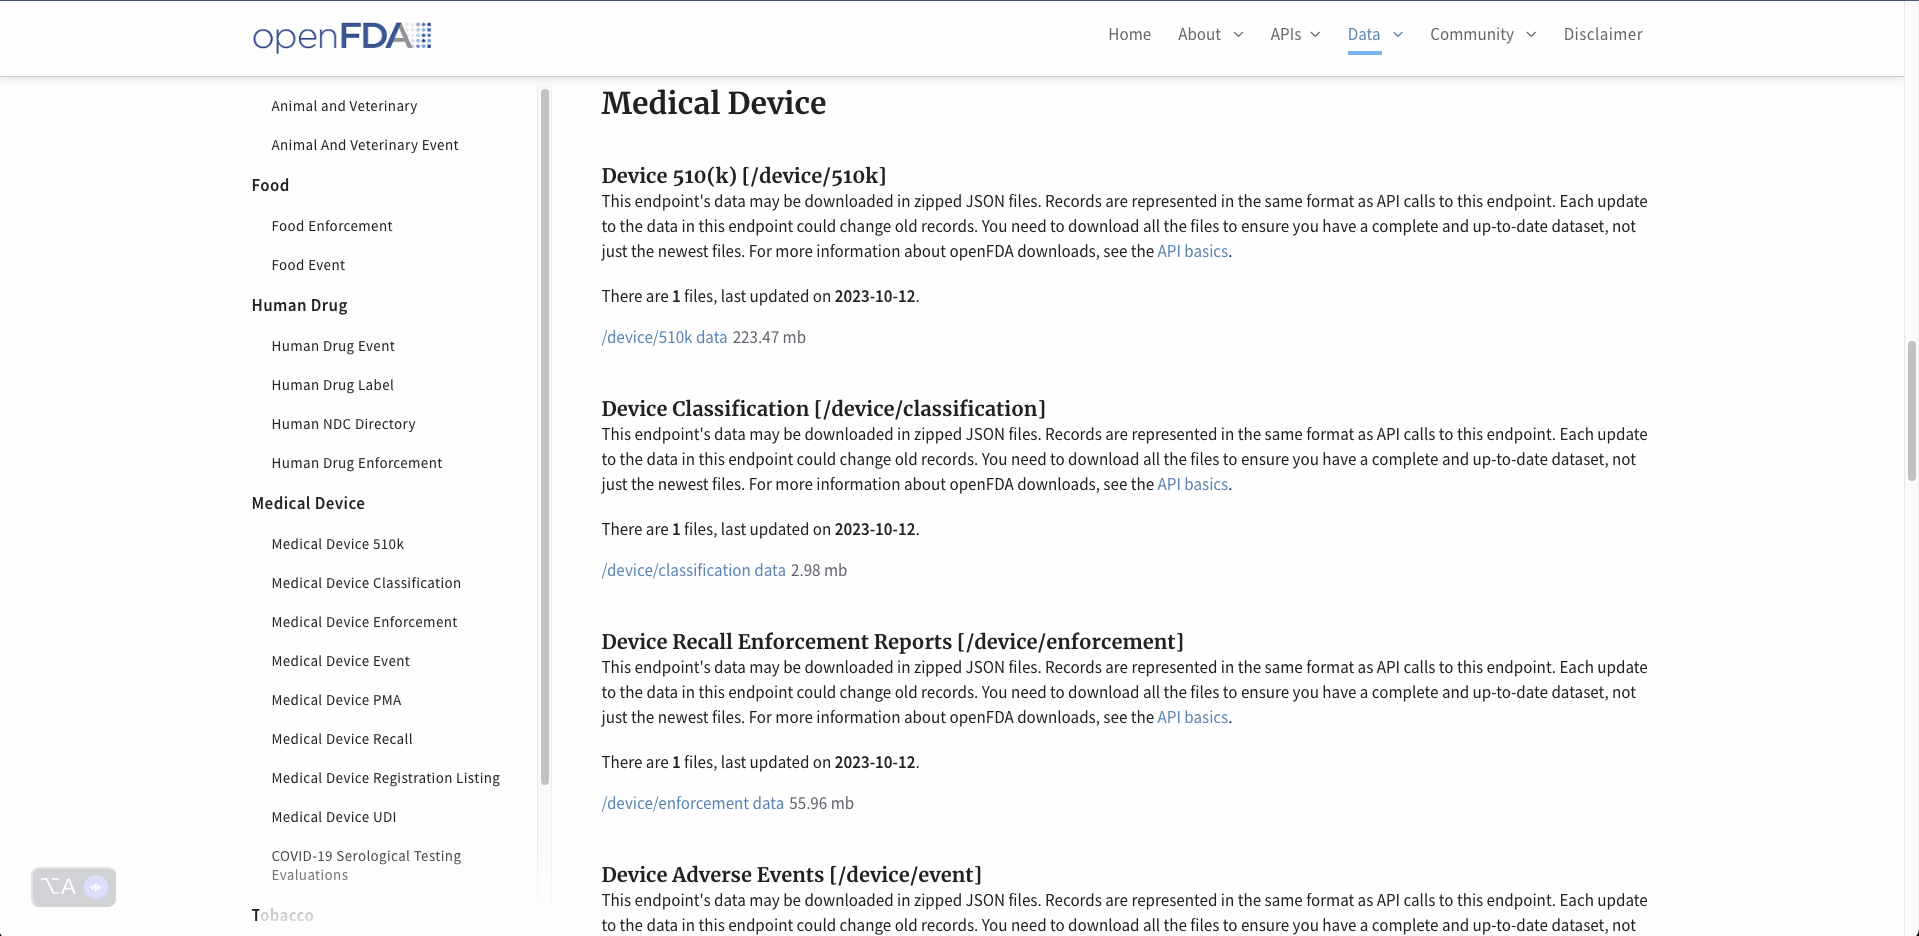 openFDA
Home About APIs Data Community Disclaimer
Animal and Veterinary
Animal And Veterinary Event
Food
Food Enforcement
Food Event
Human Drug
Human Drug Event
Human Drug Label
Human NDC Directory
Human Drug Enforcement
Medical Device
Medical Device 510k
Medical Device Classification
Medical Device Enforcement
Medical Device Event
Medical Device PMA
Medical Device Recall
Medical Device Registration Listing
Medical Device UDI
COVID-19 Serological Testing
Evaluations
Tobacco
⌥A
Medical Device
Device 510(k) [/device/510k]
This endpoint's data may be downloaded in zipped JSON files. Records are represented in the same format as API calls to this endpoint. Each update
to the data in this endpoint could change old records. You need to download all the files to ensure you have a complete and up-to-date dataset, not
just the newest files. For more information about openFDA downloads, see the API basics.
There are 1 files, last updated on 2023-10-12.
/device/510k data 223.47 mb
Device Classification [/device/classification]
This endpoint's data may be downloaded in zipped JSON files. Records are represented in the same format as API calls to this endpoint. Each update
to the data in this endpoint could change old records. You need to download all the files to ensure you have a complete and up-to-date dataset, not
just the newest files. For more information about openFDA downloads, see the API basics.
There are 1 files, last updated on 2023-10-12.
/device/classification data 2.98 mb
Device Recall Enforcement Reports [/device/enforcement]
This endpoint's data may be downloaded in zipped JSON files. Records are represented in the same format as API calls to this endpoint. Each update
to the data in this endpoint could change old records. You need to download all the files to ensure you have a complete and up-to-date dataset, not
just the newest files. For more information about openFDA downloads, see the API basics.
There are 1 files, last updated on 2023-10-12.
/device/enforcement data 55.96 mb
Device Adverse Events [/device/event]
This endpoint's data may be downloaded in zipped JSON files. Records are represented in the same format as API calls to this endpoint. Each update
to the data in this endpoint could change old records. You need to download all the files to ensure you have a complete and up-to-date dataset, not